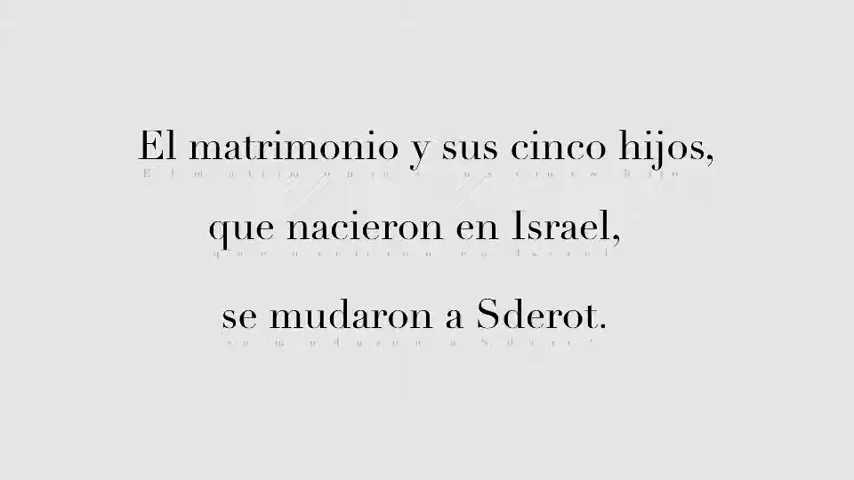 El matrimonio y sus cinco hijos,
que nacieron en Israel,
se mudaron a Sderot.